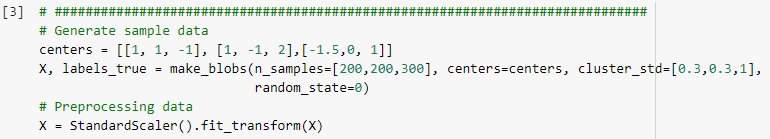 [3] # ############################################################################
# Generate sample data
centers = [[1, 1, -1], [1, -1, 2],[-1.5,0, 1]]
X, labels_true = make_blobs(n_samples=[200,200,300], centers=centers, cluster_std=[0.3,0.3,1],
random_state=0)
# Preprocessing data
X = StandardScaler().fit_transform(X)